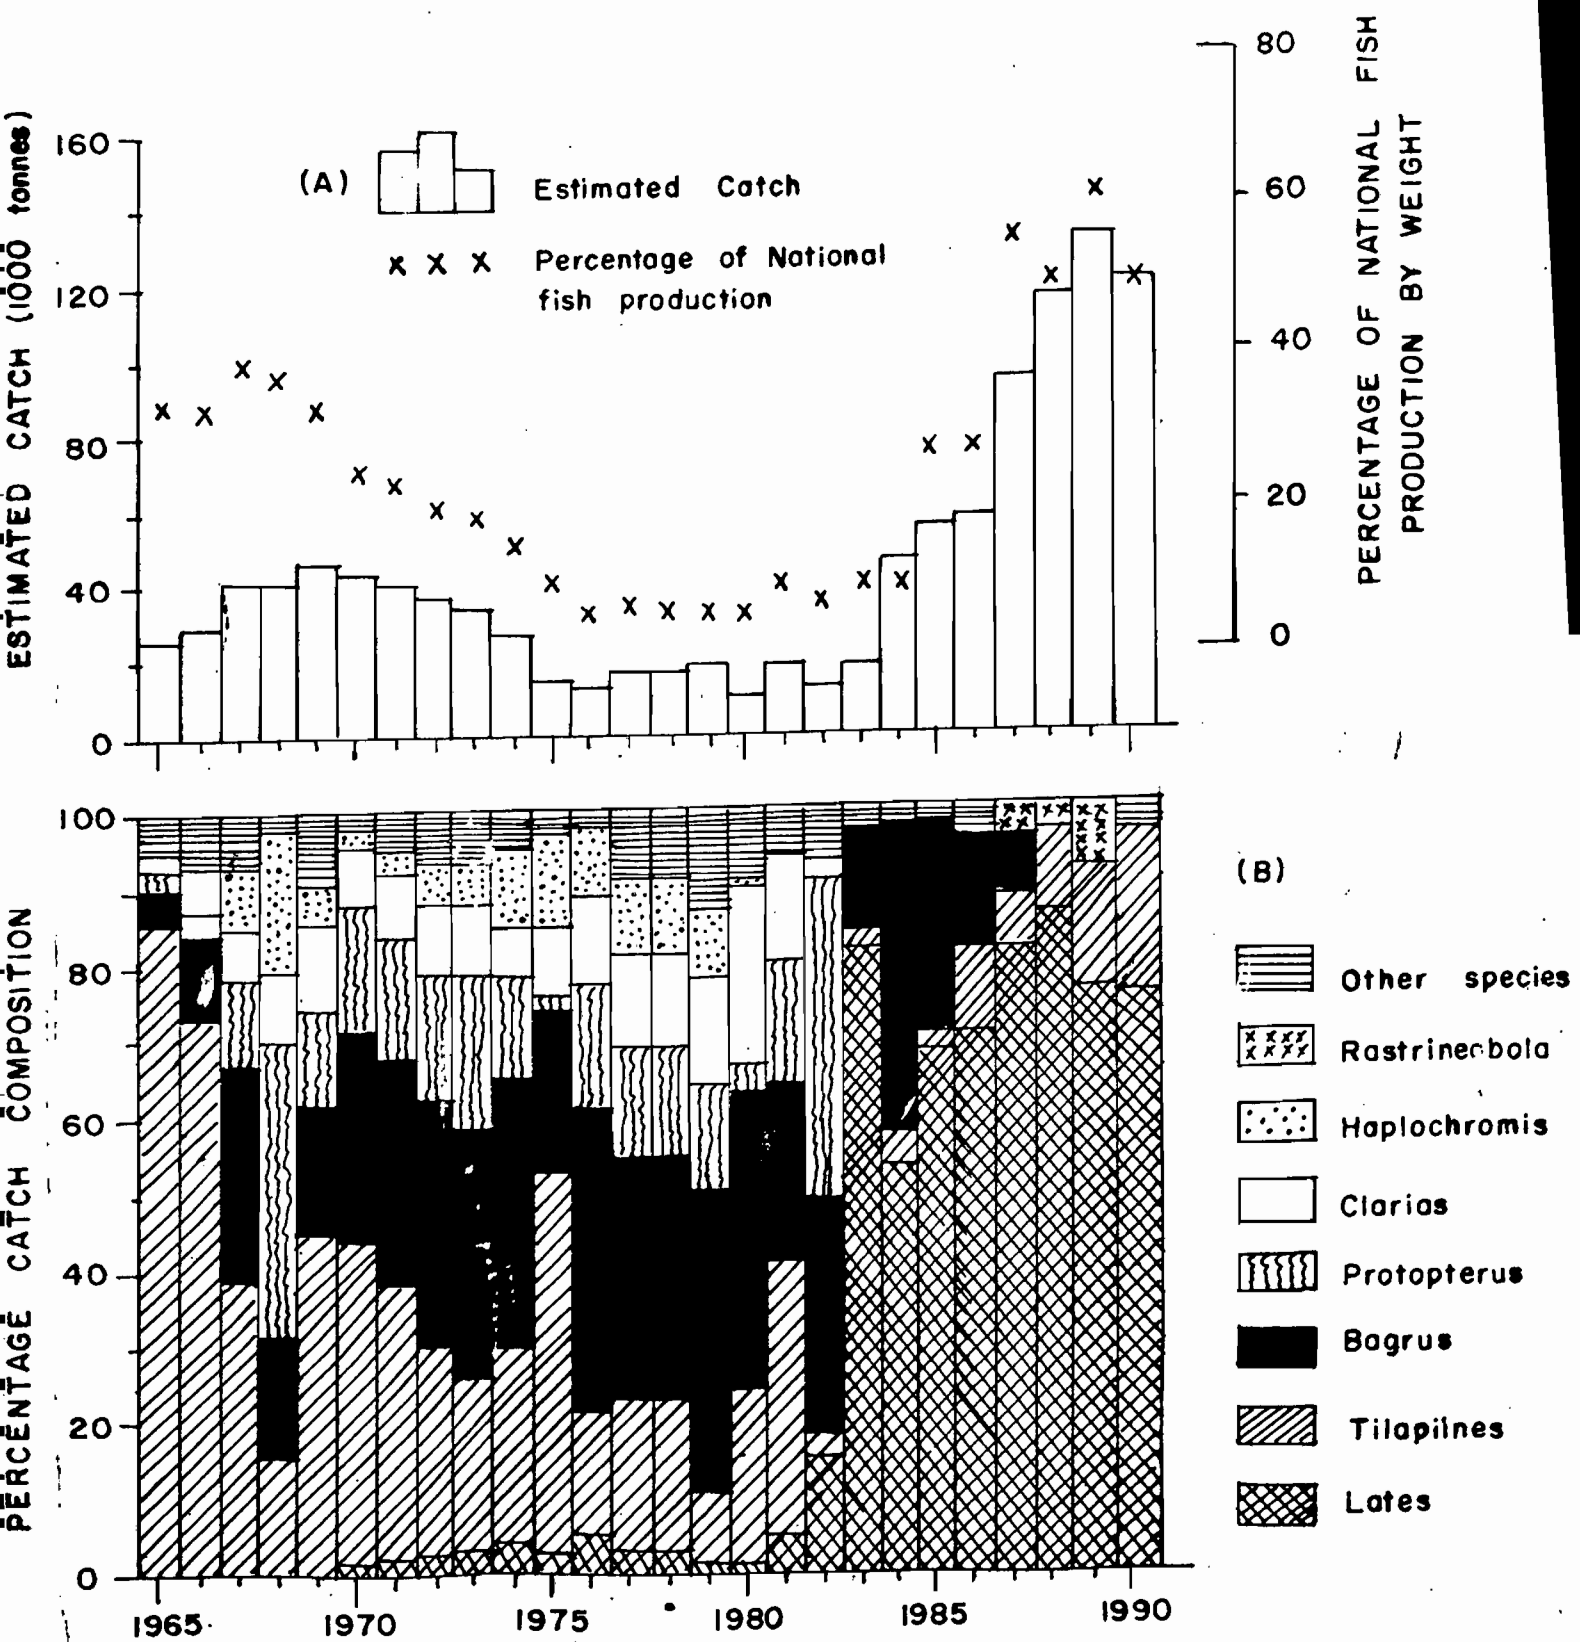 80
60
40
20
0
PERCENTAGE OF NATIONAL FISH
PRODUCTION BY WEIGHT
ESTIMATED CATCH (1000 tonnes)
160
120
80
40
0
(A)
Estimated Catch
x x x
Percentage of National
fish production
PERCENTAGE CATCH COMPOSITION
100
80
60
40
20
0
1965
1970
1975
1980
1985
1990
(B)
Other species
Haplochromis
Clarias
Protopterus
Bagrus
Tilapiines
Lates